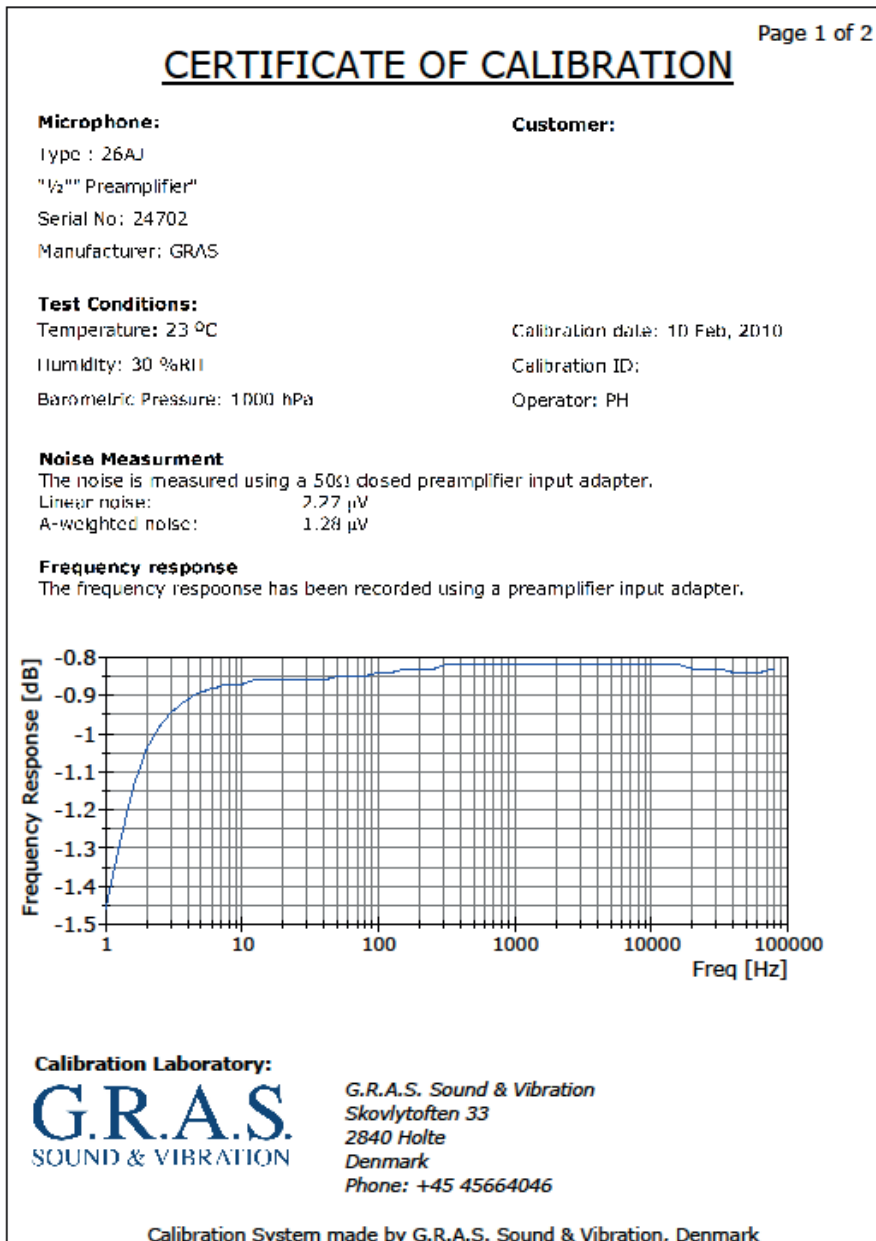 Page 1 of 2
CERTIFICATE OF CALIBRATION
Microphone:
Customer:
Type : 26AJ
"½"" Preamplifier"
Serial No: 24702
Manufacturer: GRAS
Test Conditions:
Temperature: 23 ºC
Calibration date: 10 Feb, 2010
Humidity: 30 %RH
Calibration ID:
Barometric Pressure: 1000 hPa
Operator: PH
Noise Measurment
The noise is measured using a 50Ω closed preamplifier input adapter.
Linear noise: 2.27 µV
A-weighted noise: 1.28 µV
Frequency response
The frequency respoonse has been recorded using a preamplifier input adapter.
Frequency Response [dB]
-0.8
-0.9
-1
-1.1
-1.2
-1.3
-1.4
-1.5
1 10 100 1000 10000 100000
Freq [Hz]
Calibration Laboratory:
G.R.A.S.
SOUND & VIBRATION
G.R.A.S. Sound & Vibration
Skovlytoften 33
2840 Holte
Denmark
Phone: +45 45664046
Calibration System made by G.R.A.S. Sound & Vibration, Denmark